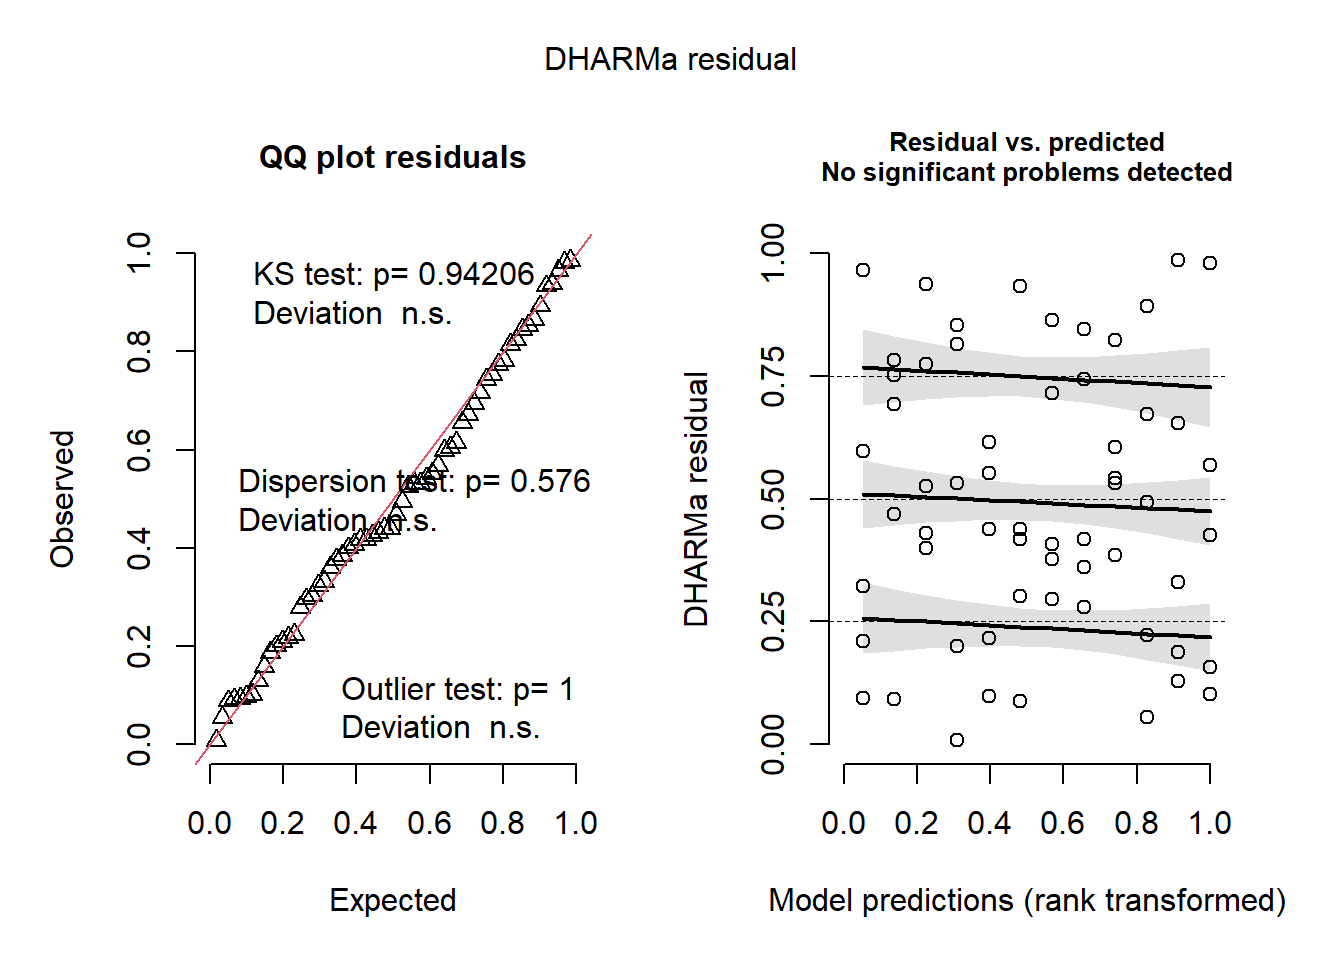 DHARMa residual
QQ plot residuals
KS test: p= 0.94206
Deviation  n.s.
Dispersion test: p= 0.576
Deviation  n.s.
Outlier test: p= 1
Deviation  n.s.
Observed
0.0 0.2 0.4 0.6 0.8 1.0
0.0 0.2 0.4 0.6 0.8 1.0
Expected
Residual vs. predicted
No significant problems detected
DHARMa residual
0.00 0.25 0.50 0.75 1.00
0.0 0.2 0.4 0.6 0.8 1.0
Model predictions (rank transformed)